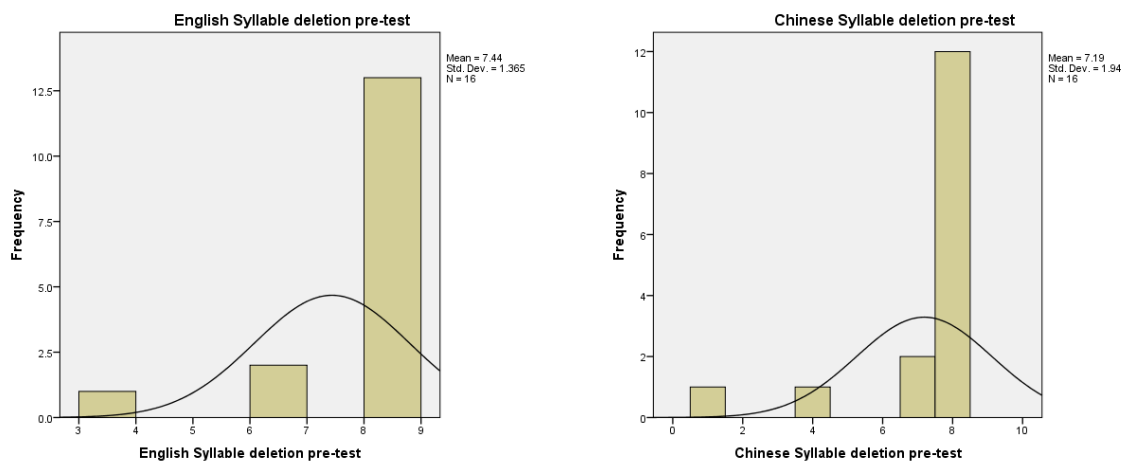 English Syllable deletion pre-test
Mean = 7.44
Std. Dev. = 1.365
N = 16
12.5
10.0
7.5
5.0
2.5
0.0
Frequency
3 4 5 6 7 8 9
English Syllable deletion pre-test
Chinese Syllable deletion pre-test
Mean = 7.19
Std. Dev. = 1.94
N = 16
12
10
8
6
4
2
0
Frequency
0 2 4 6 8 10
Chinese Syllable deletion pre-test